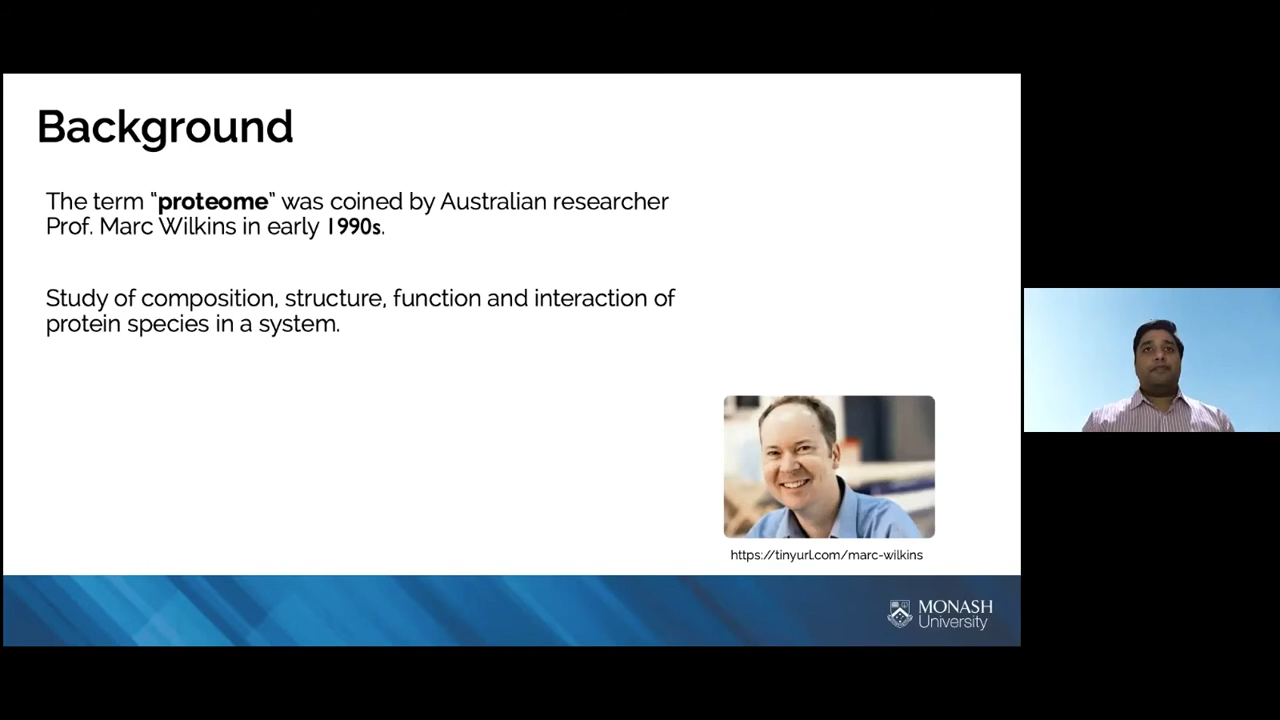 Background
The term "proteome" was coined by Australian researcher
Prof. Marc Wilkins in early 1990s.
Study of composition, structure, function and interaction of
protein species in a system.
https://tinyurl.com/marc-wilkins
MONASH
University